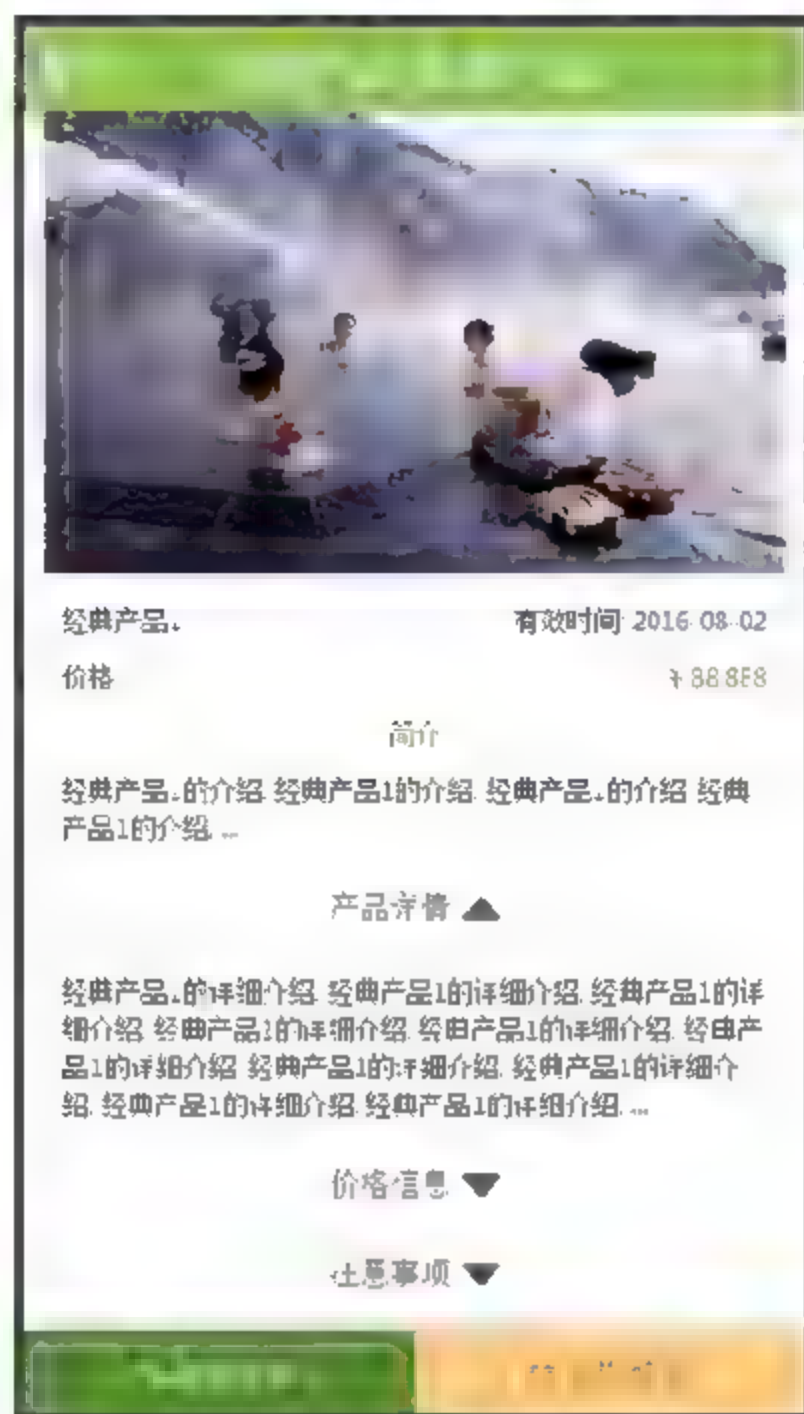 经典产品1
有效时间 2016-08-02
价格
简介
经典产品1的介绍, 经典产品1的介绍, 经典产品1的介绍, 经典
产品1的介绍, ...
产品详情 ▲
经典产品1的详细介绍, 经典产品1的详细介绍, 经典产品1的详
细介绍, 经典产品1的详细介绍, 经典产品1的详细介绍, 经典产
品1的详细介绍, 经典产品1的详细介绍, 经典产品1的详细介
绍, 经典产品1的详细介绍, 经典产品1的详细介绍, ...
价格信息 ▼
注意事项 ▼